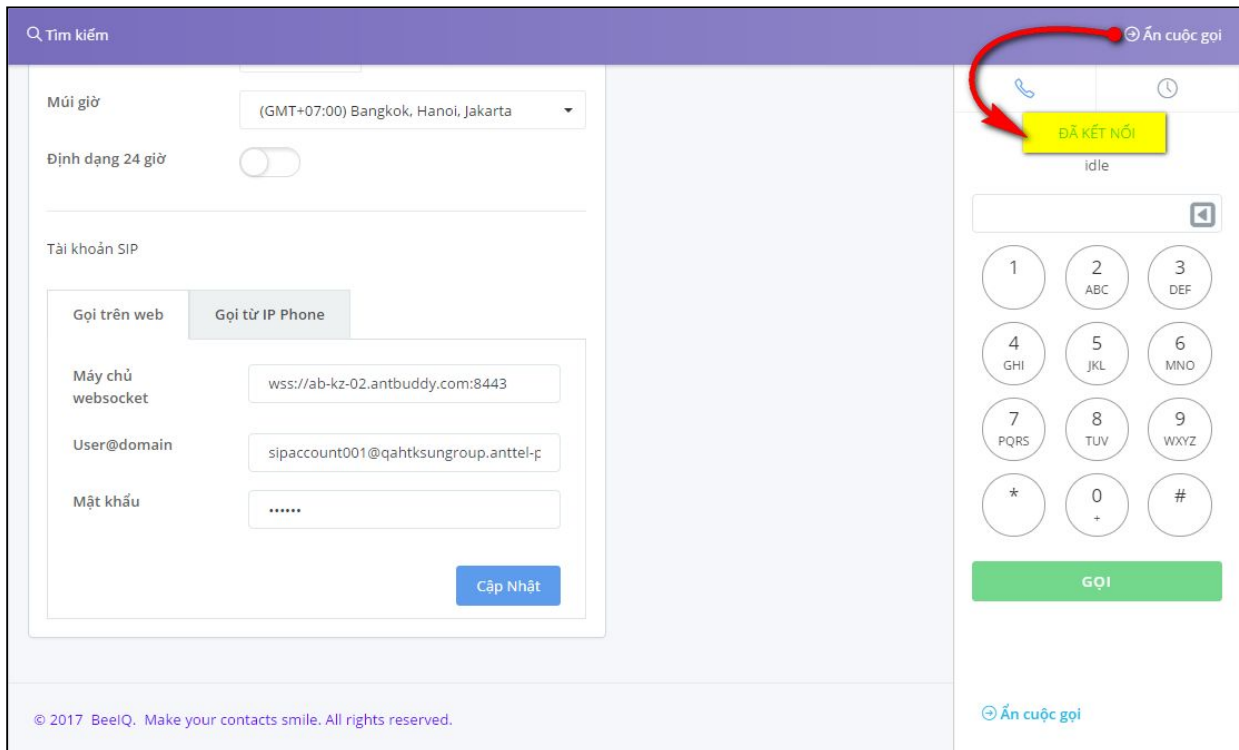 Tìm kiếm
Ẩn cuộc gọi
Múi giờ
(GMT+07:00) Bangkok, Hanoi, Jakarta
Định dạng 24 giờ
Tài khoản SIP
Gọi trên web
Gọi từ IP Phone
Máy chủ
websocket
wss://ab-kz-02.antbuddy.com:8443
User@domain
sipaccount001@qahtksungroup.anttel-p
Mật khẩu
••••••
Cập Nhật
© 2017 BeeIQ. Make your contacts smile. All rights reserved.
ĐÃ KẾT NỐI
idle
1
2
ABC
3
DEF
4
GHI
5
JKL
6
MNO
7
PQRS
8
TUV
9
WXYZ
*
0
+
#
GỌI
Ẩn cuộc gọi